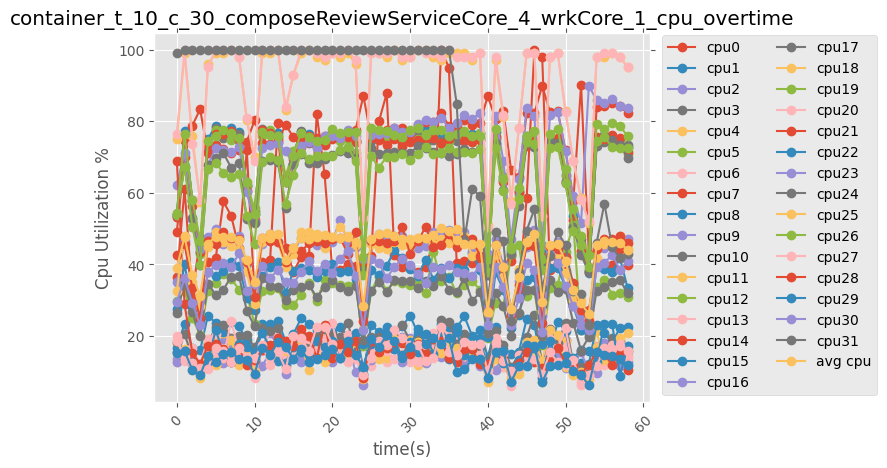 container_t_10_c_30_composeReviewServiceCore_4_wrkCore_1_cpu_overtime
Cpu Utilization %
100
80
60
40
20
0
10
20
30
40
50
60
time(s)
cpu0
cpu1
cpu2
cpu3
cpu4
cpu5
cpu6
cpu7
cpu8
cpu9
cpu10
cpu11
cpu12
cpu13
cpu14
cpu15
cpu16
cpu17
cpu18
cpu19
cpu20
cpu21
cpu22
cpu23
cpu24
cpu25
cpu26
cpu27
cpu28
cpu29
cpu30
cpu31
avg cpu